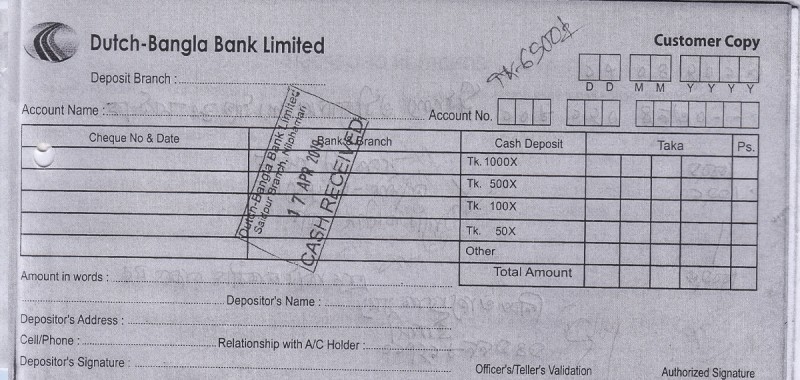 Dutch-Bangla Bank Limited
Customer Copy
TK-6500/-
Deposit Branch :
D D M M Y Y Y Y
Account Name :
Account No.
Cheque No & Date Bank & Branch Cash Deposit Taka Ps.
Tk. 1000X
Tk. 500X
Tk. 100X
Tk. 50X
Other
Total Amount
Dutch-Bangla Bank Limited
Saidpur Branch, Nilphamari
17 APR 2019
CASH RECEIVED
Amount in words :
Depositor's Name :
Depositor's Address :
Cell/Phone : Relationship with A/C Holder :
Depositor's Signature :
Officer's/Teller's Validation Authorized Signature